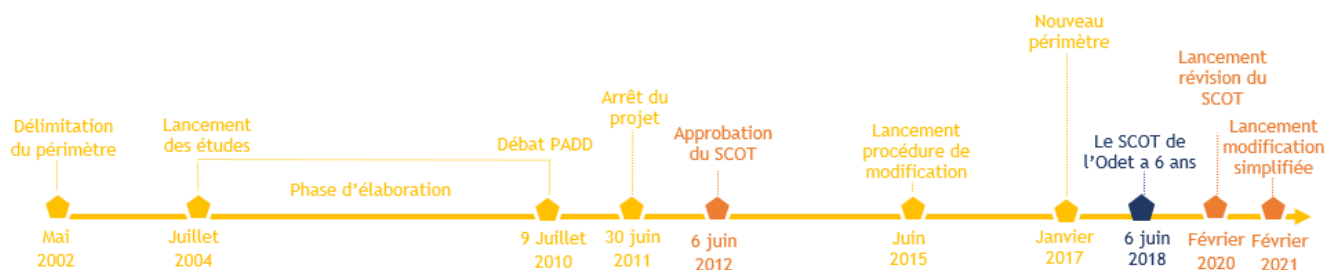 Délimitation
du périmètre
Mai
2002
Lancement
des études
Juillet
2004
Phase d'élaboration
Débat PADD
9 Juillet
2010
Arrêt du
projet
30 juin
2011
Approbation
du SCOT
6 juin
2012
Lancement
procédure de
modification
Juin
2015
Nouveau
périmètre
Janvier
2017
Le SCOT de
l'Odet a 6 ans
6 juin
2018
Lancement
révision du
SCOT
Février
2020
Lancement
modification
simplifiée
Février
2021